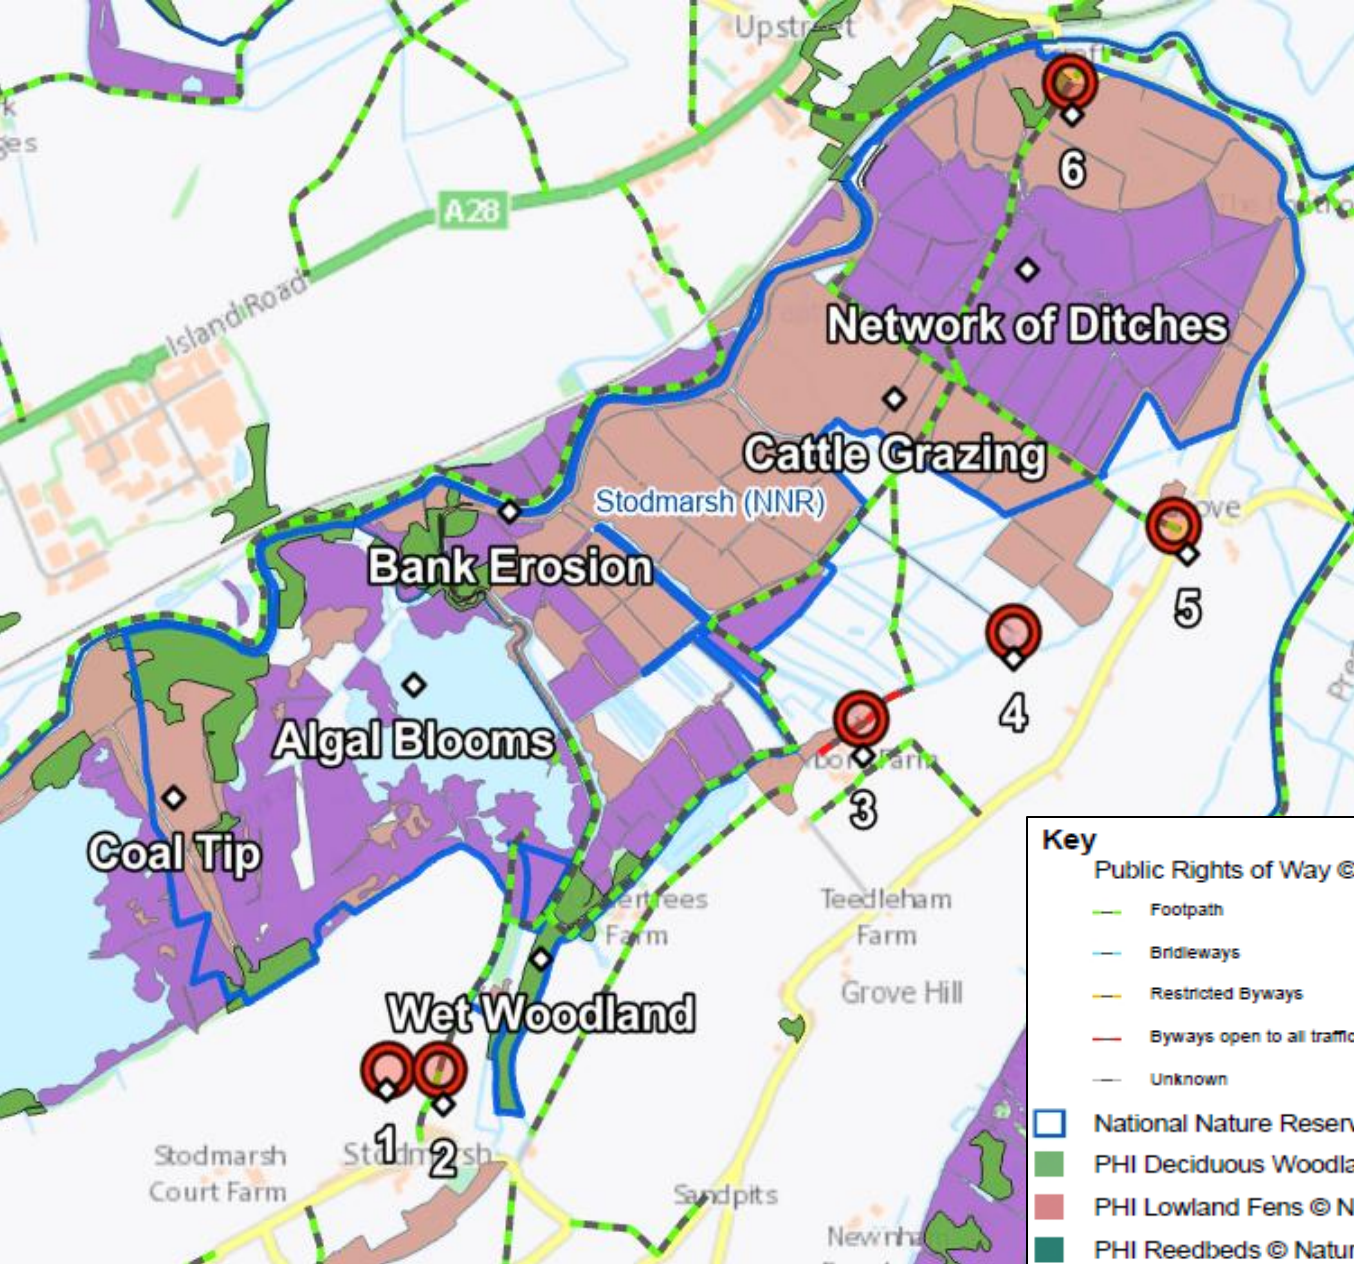 Upstreet
6
A28
Island Road
Network of Ditches
Cattle Grazing
Stodmarsh (NNR)
Bank Erosion
5
4
Algal Blooms
3
Coal Tip
Farm
Teedleham
Farm
Grove Hill
Wet Woodland
1
2
Stodmarsh
Court Farm
Sandpits
Key
Public Rights of Way ©
Footpath
Bridleways
Restricted Byways
Byways open to all traffic
Unknown
National Nature Reserv
PHI Deciduous Woodla
PHI Lowland Fens © N
PHI Reedbeds © Natur